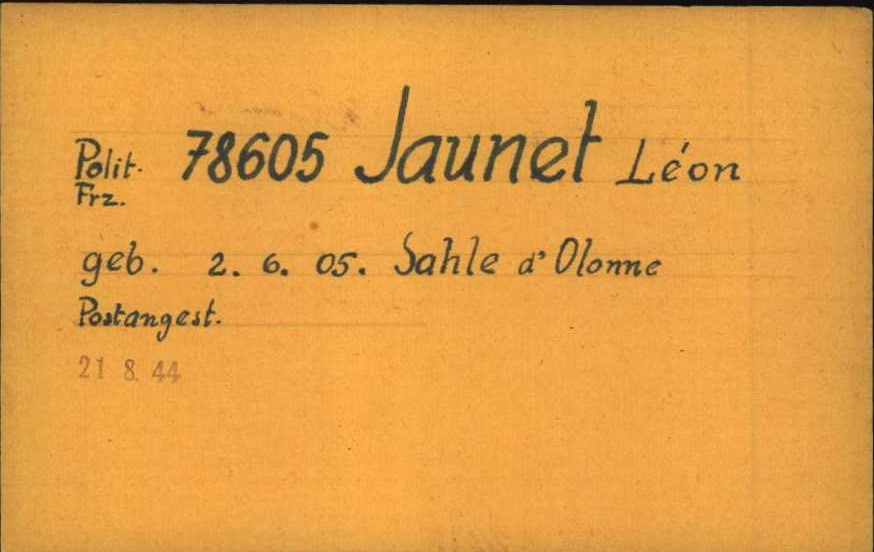 Polit. 78605 Jaunet Léon
Frz.
geb. 2. 6. 05. Sahle d'Olonne
Postangest.
21 8. 44